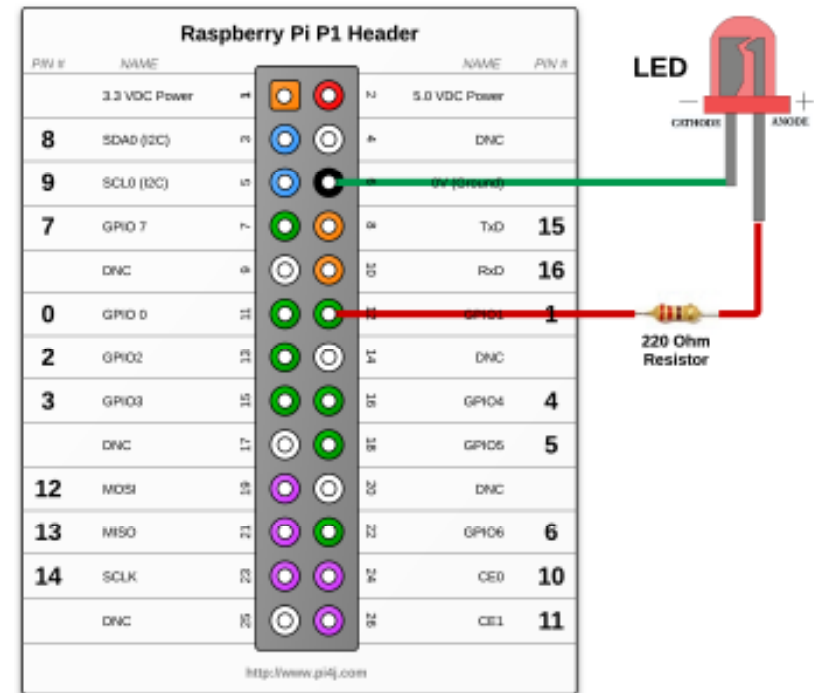 Raspberry Pi P1 Header
PIN # NAME NAME PIN #
3.3 VDC Power 1 2 5.0 VDC Power
8 SDA0 (I2C) 3 4 DNC
9 SCL0 (I2C) 5 6 0V (Ground)
7 GPIO 7 7 8 TxD 15
DNC 9 10 RxD 16
0 GPIO 0 11 12 GPIO1 1
2 GPIO2 13 14 DNC
3 GPIO3 15 16 GPIO4 4
DNC 17 18 GPIO5 5
12 MOSI 19 20 DNC
13 MISO 21 22 GPIO6 6
14 SCLK 23 24 CE0 10
DNC 25 26 CE1 11
http://www.pi4j.com
LED
— +
CATHODE ANODE
220 Ohm
Resistor